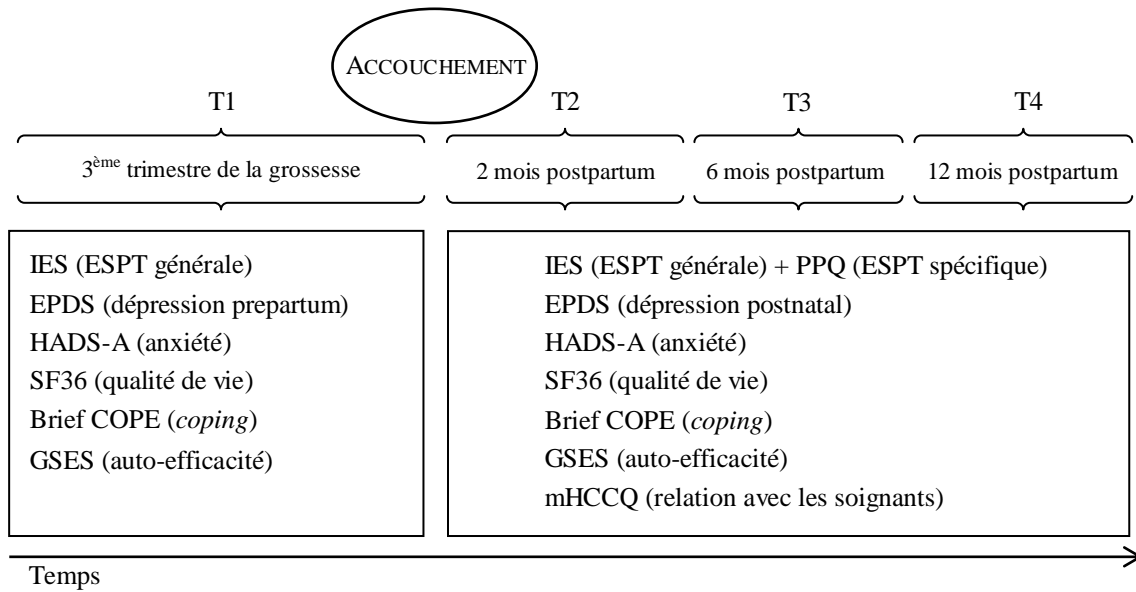 ACCOUCHEMENT
T1
T2
T3
T4
3ème trimestre de la grossesse
2 mois postpartum
6 mois postpartum
12 mois postpartum
IES (ESPT générale)
EPDS (dépression prepartum)
HADS-A (anxiété)
SF36 (qualité de vie)
Brief COPE (coping)
GSES (auto-efficacité)
IES (ESPT générale) + PPQ (ESPT spécifique)
EPDS (dépression postnatal)
HADS-A (anxiété)
SF36 (qualité de vie)
Brief COPE (coping)
GSES (auto-efficacité)
mHCCQ (relation avec les soignants)
Temps